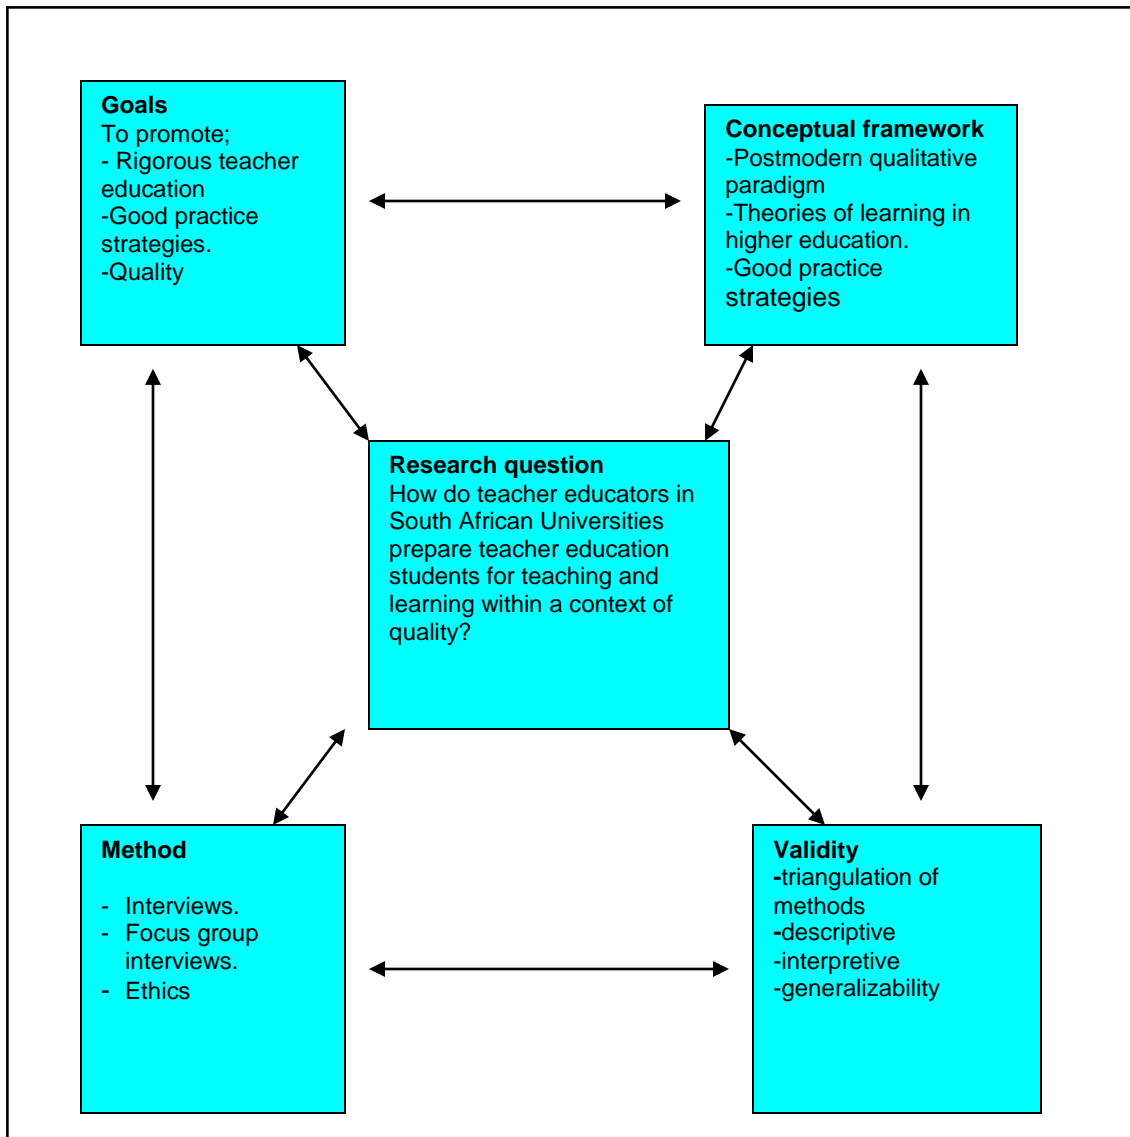 Goals
To promote;
- Rigorous teacher
education
-Good practice
strategies.
-Quality
Conceptual framework
-Postmodern qualitative
paradigm
-Theories of learning in
higher education.
-Good practice
strategies
Research question
How do teacher educators in
South African Universities
prepare teacher education
students for teaching and
learning within a context of
quality?
Method
- Interviews.
- Focus group
interviews.
- Ethics
Validity
-triangulation of
methods
-descriptive
-interpretive
-generalizability